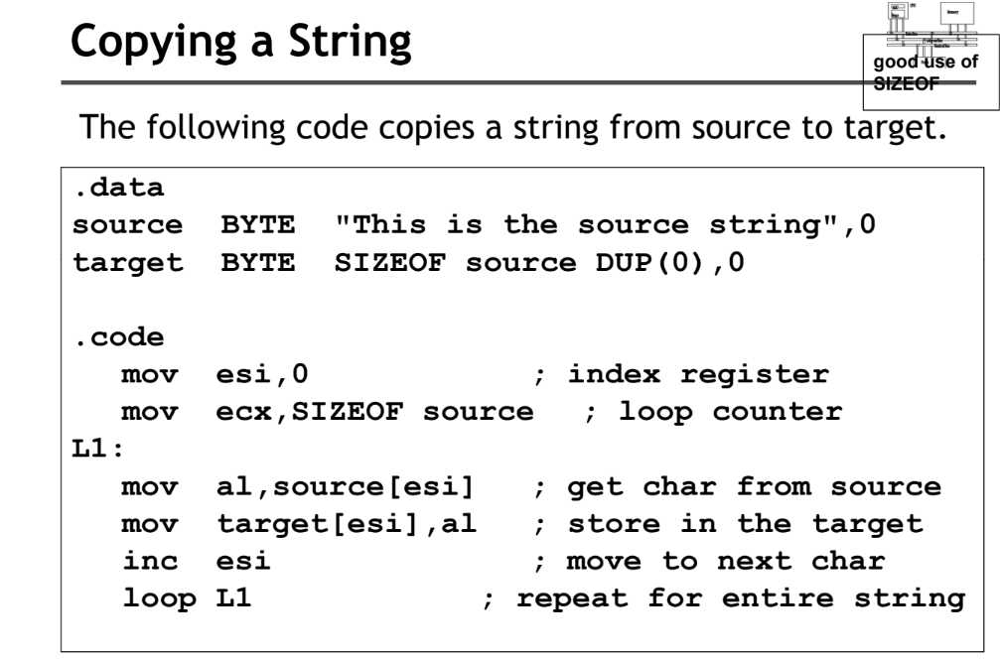 Copying a String
good use of
SIZEOF
The following code copies a string from source to target.
.data
source  BYTE  "This is the source string",0
target  BYTE  SIZEOF source DUP(0),0
.code
mov  esi,0  ; index register
mov  ecx,SIZEOF source  ; loop counter
L1:
mov  al,source[esi]  ; get char from source
mov  target[esi],al  ; store in the target
inc  esi  ; move to next char
loop L1  ; repeat for entire string